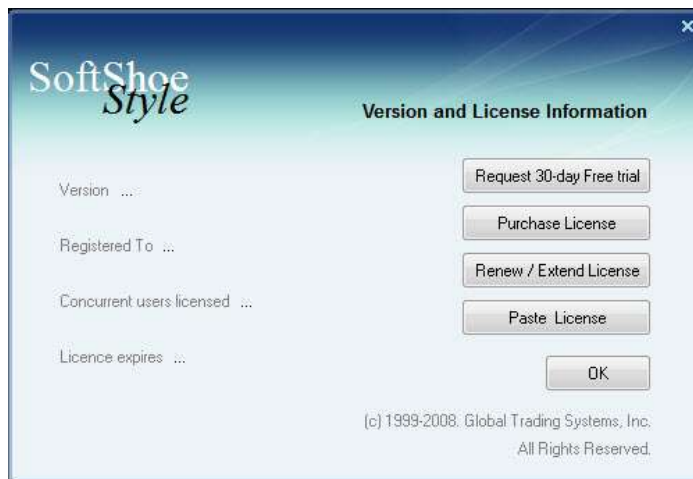 SoftShoe
Style
Version and License Information
Version ...
Registered To ...
Concurrent users licensed ...
Licence expires ...
Request 30-day Free trial
Purchase License
Renew / Extend License
Paste License
OK
(c) 1999-2008. Global Trading Systems, Inc.
All Rights Reserved.